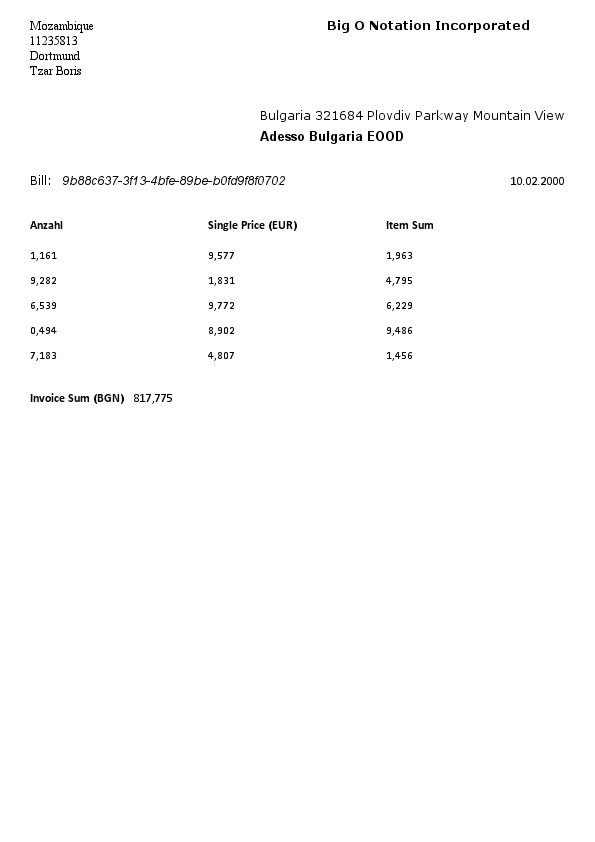 Mozambique
11235813
Dortmund
Tzar Boris
Big O Notation Incorporated
Bulgaria 321684 Plovdiv Parkway Mountain View
Adesso Bulgaria EOOD
Bill: 9b88c637-3f13-4bfe-89be-b0fd9f8f0702 10.02.2000
Anzahl Single Price (EUR) Item Sum
1,161 9,577 1,963
9,282 1,831 4,795
6,539 9,772 6,229
0,494 8,902 9,486
7,183 4,807 1,456
Invoice Sum (BGN) 817,775